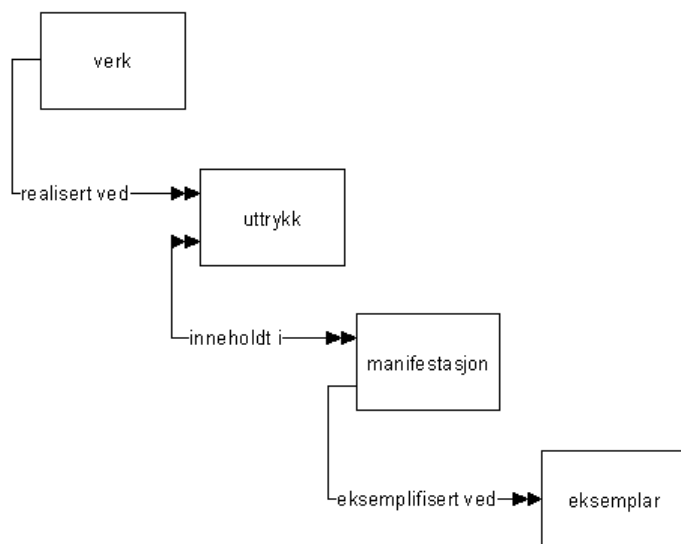 verk
realisert ved
uttrykk
inneholdt i
manifestasjon
eksemplifisert ved
eksemplar